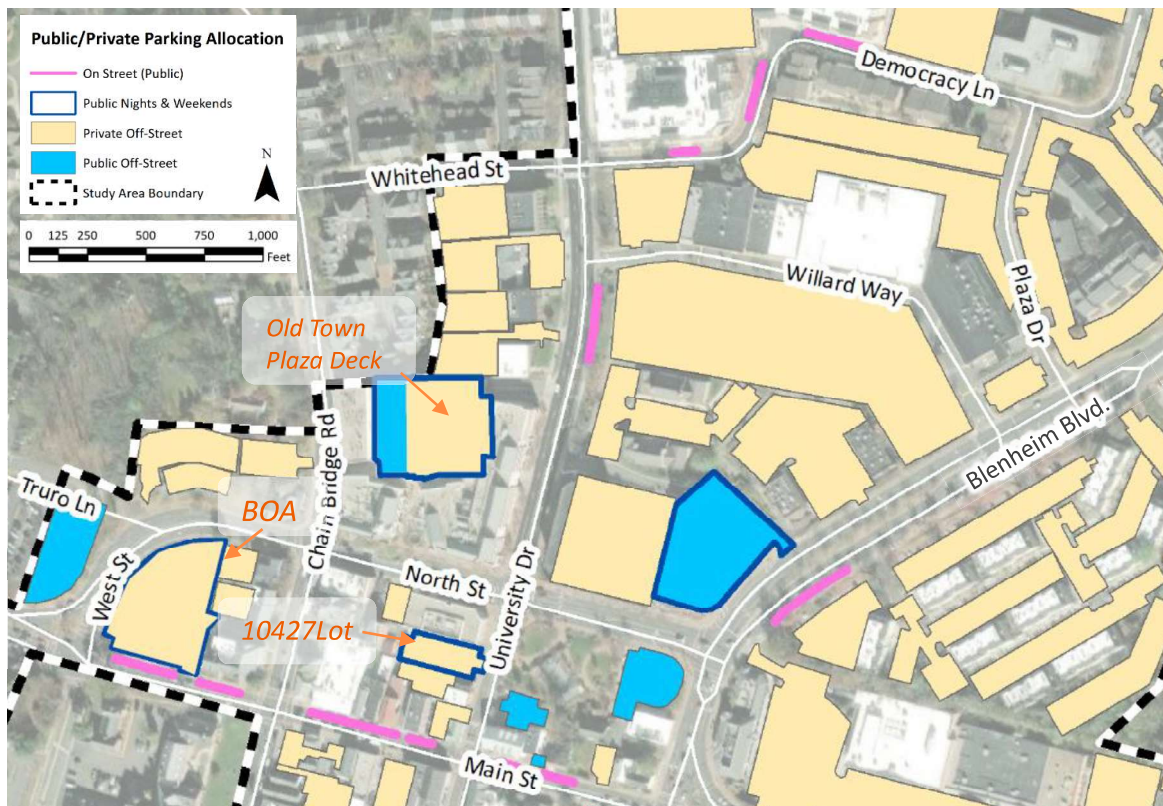 Public/Private Parking Allocation
On Street (Public)
Public Nights & Weekends
Private Off-Street
Public Off-Street
Study Area Boundary
N
0 125 250 500 750 1,000
Feet
Democracy Ln
Whitehead St
Willard Way
Plaza Dr
Old Town
Plaza Deck
Blenheim Blvd.
Chain Bridge Rd
Truro Ln
BOA
West St
North St
University Dr
10427Lot
Main St